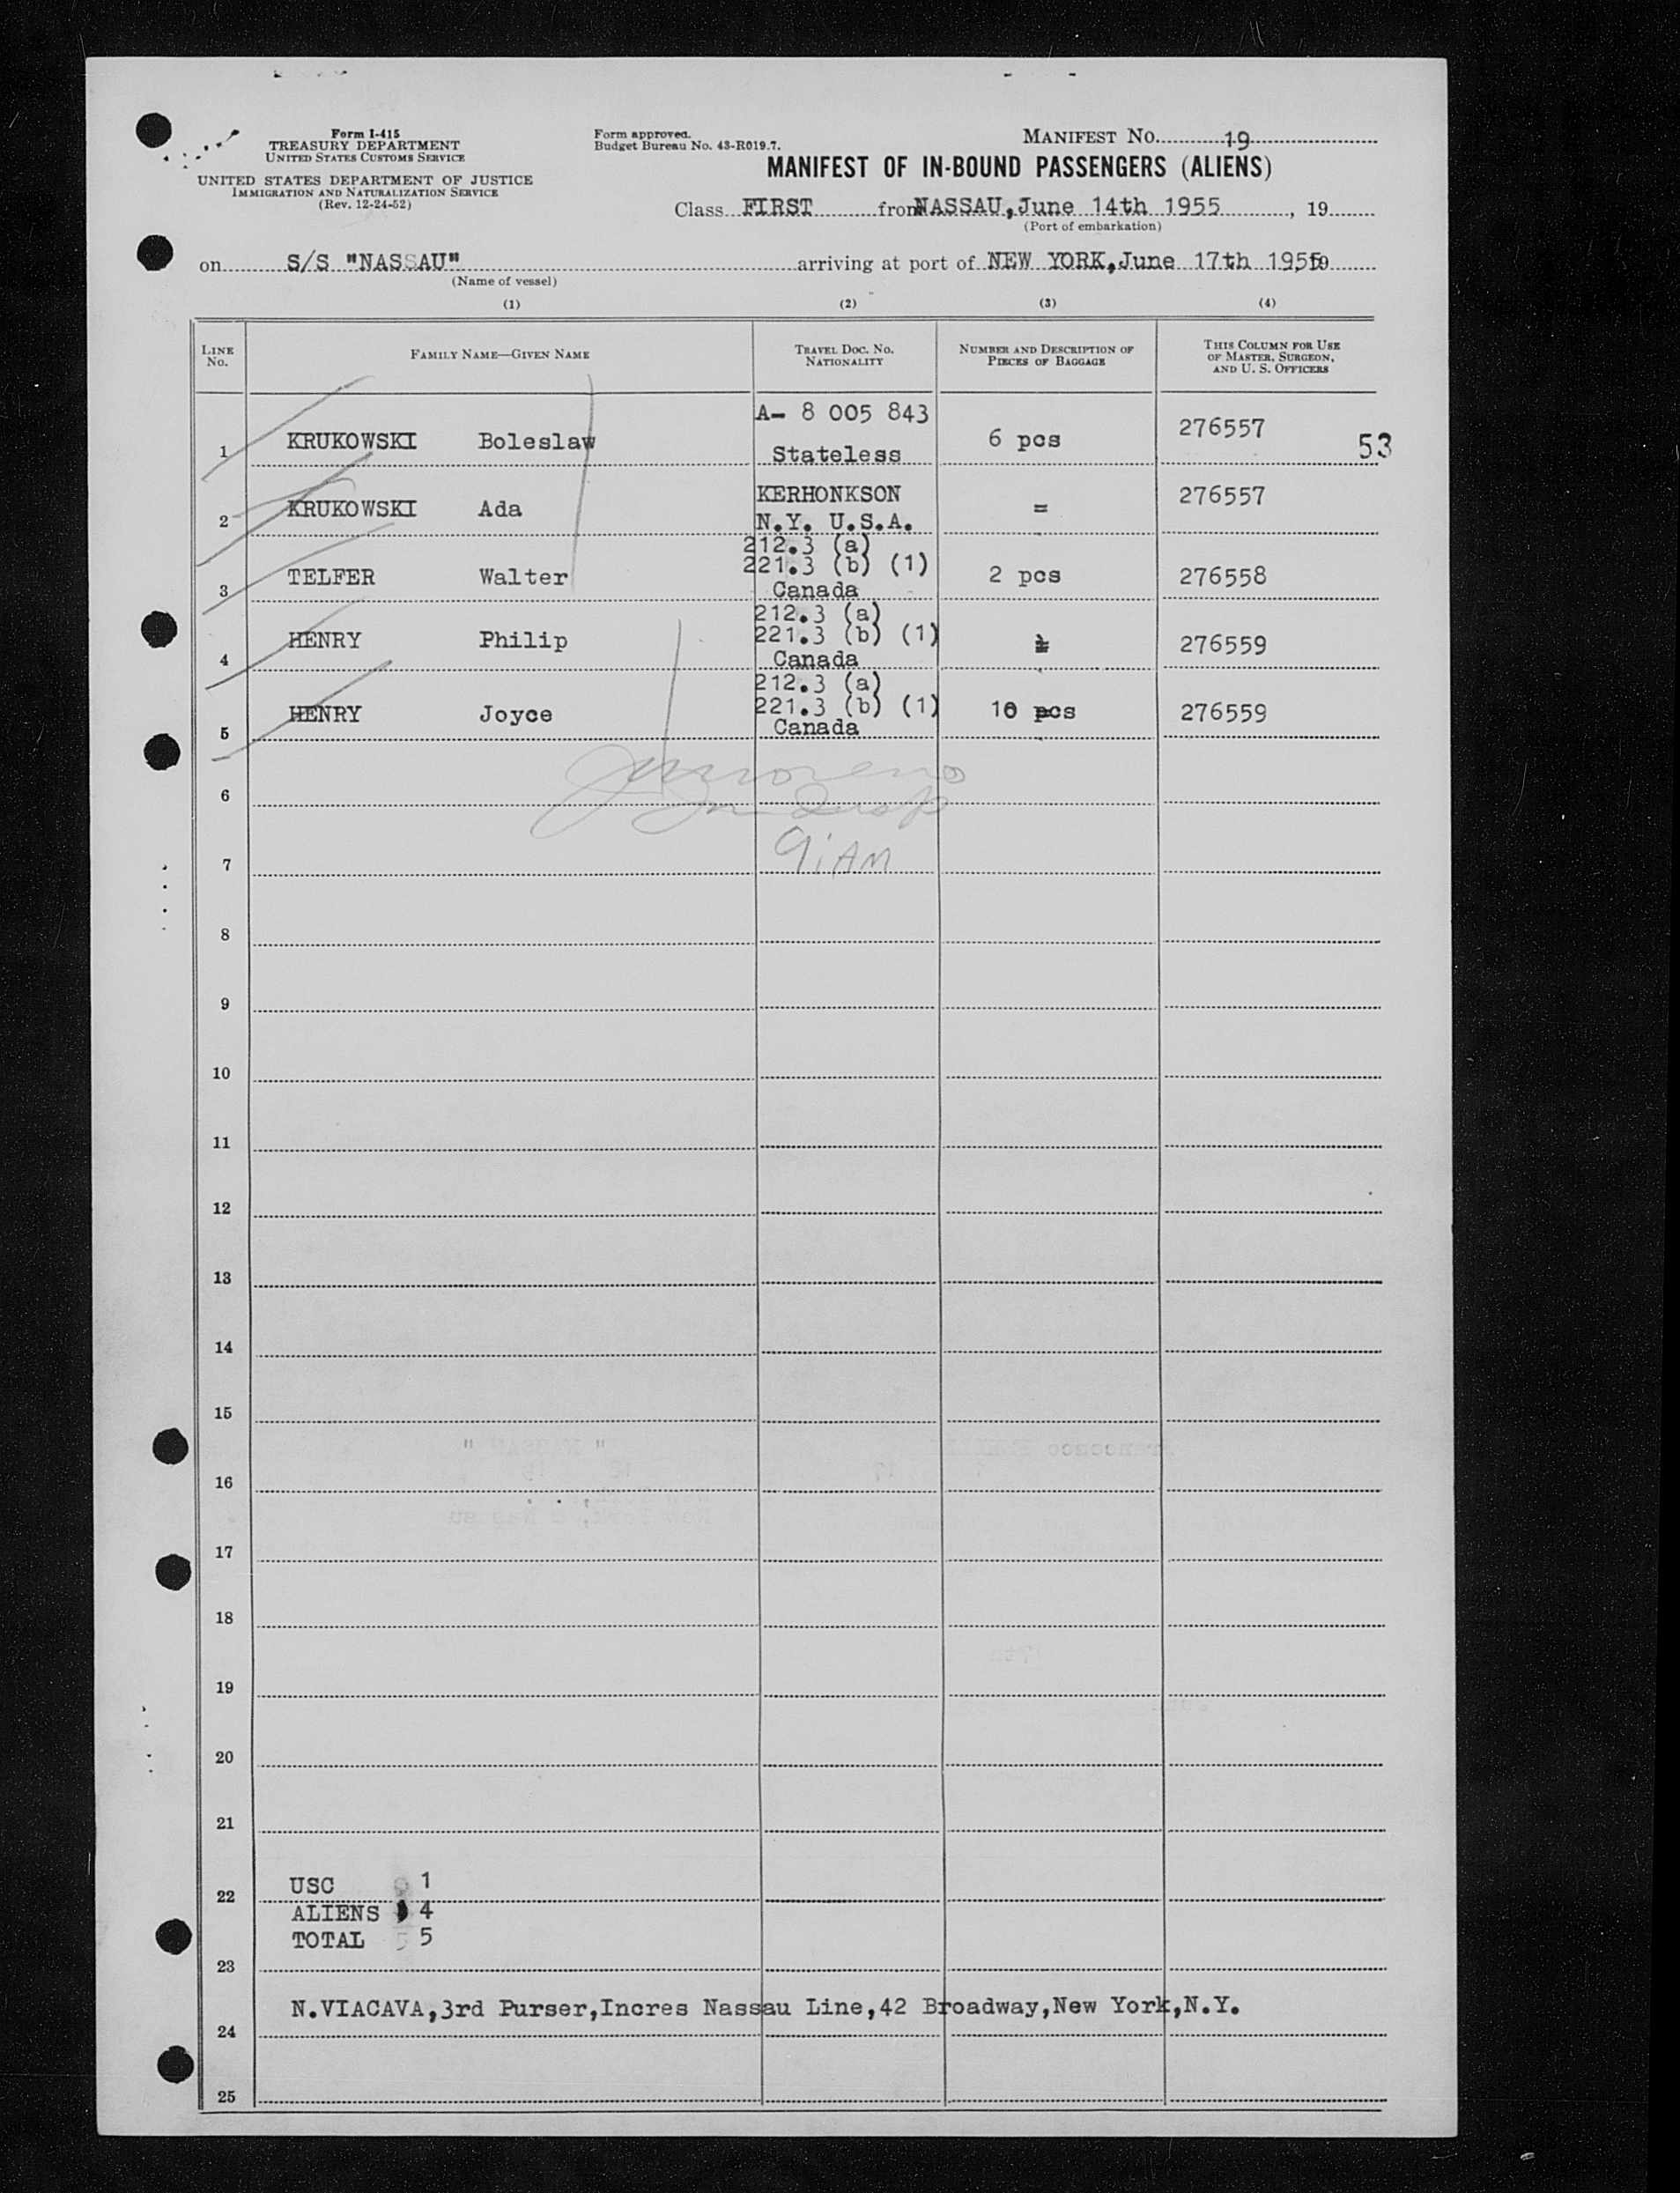 Form I-415
TREASURY DEPARTMENT
UNITED STATES CUSTOMS SERVICE
UNITED STATES DEPARTMENT OF JUSTICE
IMMIGRATION AND NATURALIZATION SERVICE
(Rev. 12-24-52)
Form approved.
Budget Bureau No. 43-R019.7.
MANIFEST NO. 19
MANIFEST OF IN-BOUND PASSENGERS (ALIENS)
Class FIRST from NASSAU, June 14th 1955, 19
(Port of embarkation)
on S/S "NASSAU" arriving at port of NEW YORK, June 17th 1955
(Name of vessel)
(1) (2) (3) (4)
LINE No. FAMILY NAME—GIVEN NAME TRAVEL DOC. NO. NATIONALITY NUMBER AND DESCRIPTION OF PIECES OF BAGGAGE THIS COLUMN FOR USE OF MASTER, SURGEON, AND U. S. OFFICERS
A- 8 005 843
1 KRUKOWSKI Boleslaw Stateless 6 pcs 276557 53
KERHONKSON
2 KRUKOWSKI Ada N.Y. U.S.A. = 276557
212.3 (a)
221.3 (b) (1)
3 TELFER Walter Canada 2 pcs 276558
212.3 (a)
221.3 (b) (1)
4 HENRY Philip Canada 276559
212.3 (a)
221.3 (b) (1)
5 HENRY Joyce Canada 10 pcs 276559
6
7 9 AM
8
9
10
11
12
13
14
15
16
17
18
19
20
21
USC 1
22
ALIENS 4
TOTAL 5
23
N.VIACAVA,3rd Purser,Incres Nassau Line,42 Broadway,New York,N.Y.
24
25